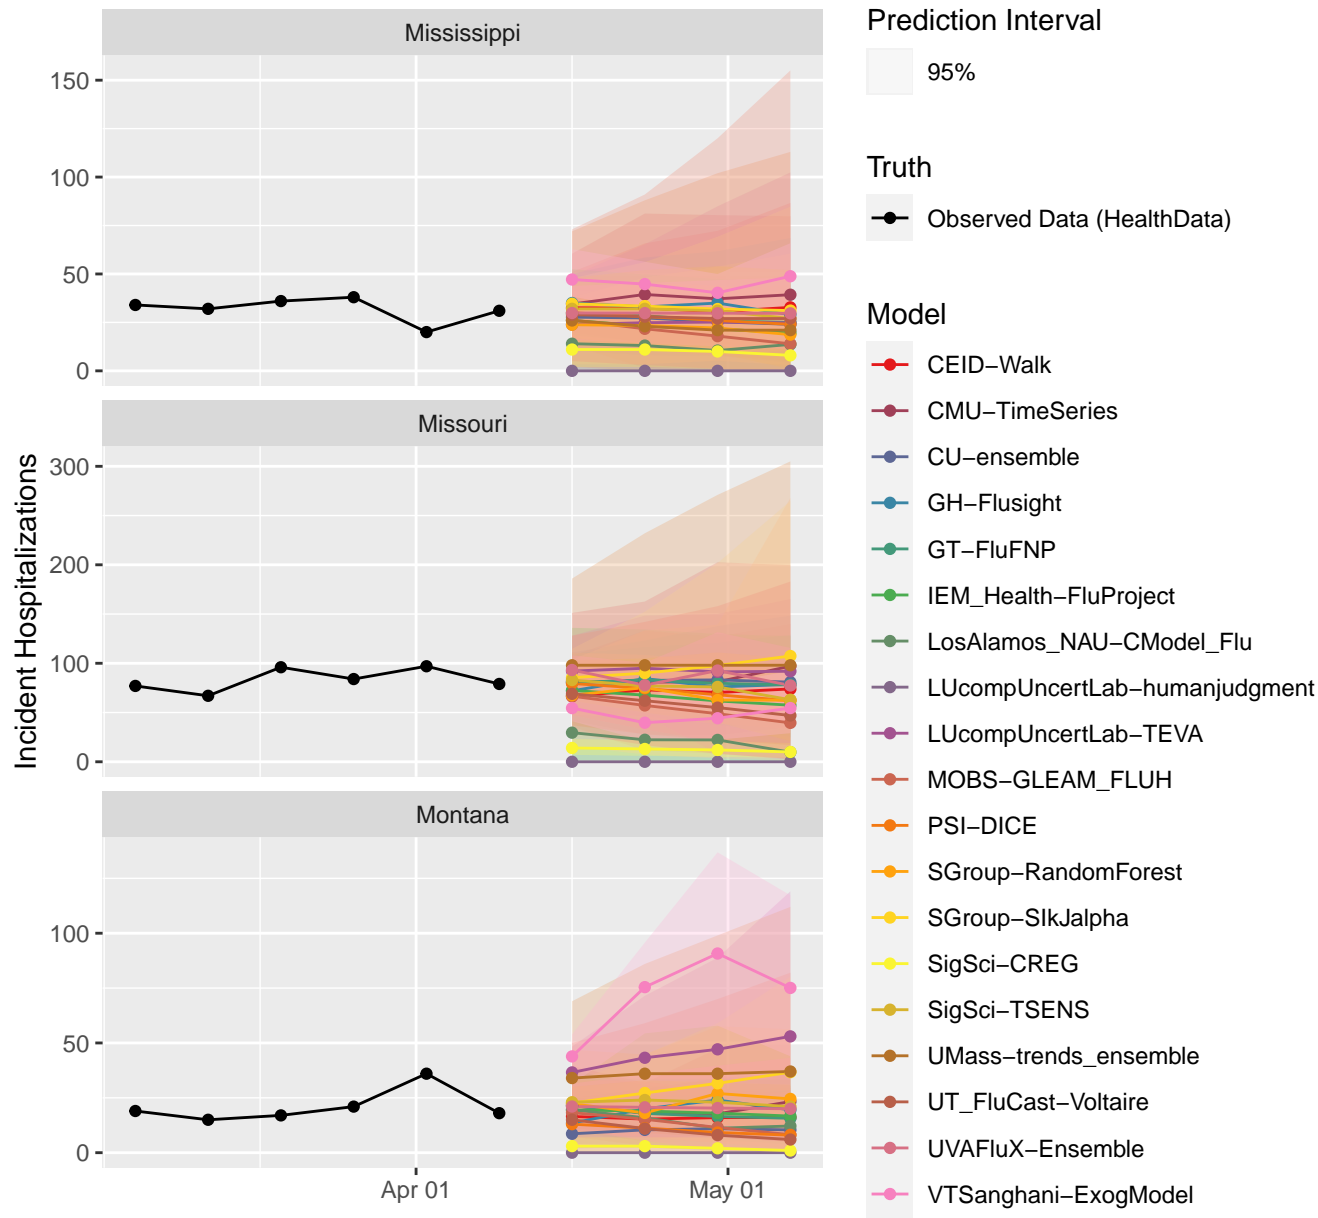 Mississippi
150
100
50
0
Missouri
300
200
100
0
Montana
100
50
0
Apr 01
May 01
Incident Hospitalizations
Prediction Interval
95%
Truth
Observed Data (HealthData)
Model
CEID−Walk
CMU−TimeSeries
CU−ensemble
GH−Flusight
GT−FluFNP
IEM_Health−FluProject
LosAlamos_NAU−CModel_Flu
LUcompUncertLab−humanjudgment
LUcompUncertLab−TEVA
MOBS−GLEAM_FLUH
PSI−DICE
SGroup−RandomForest
SGroup−SIkJalpha
SigSci−CREG
SigSci−TSENS
UMass−trends_ensemble
UT_FluCast−Voltaire
UVAFluX−Ensemble
VTSanghani−ExogModel